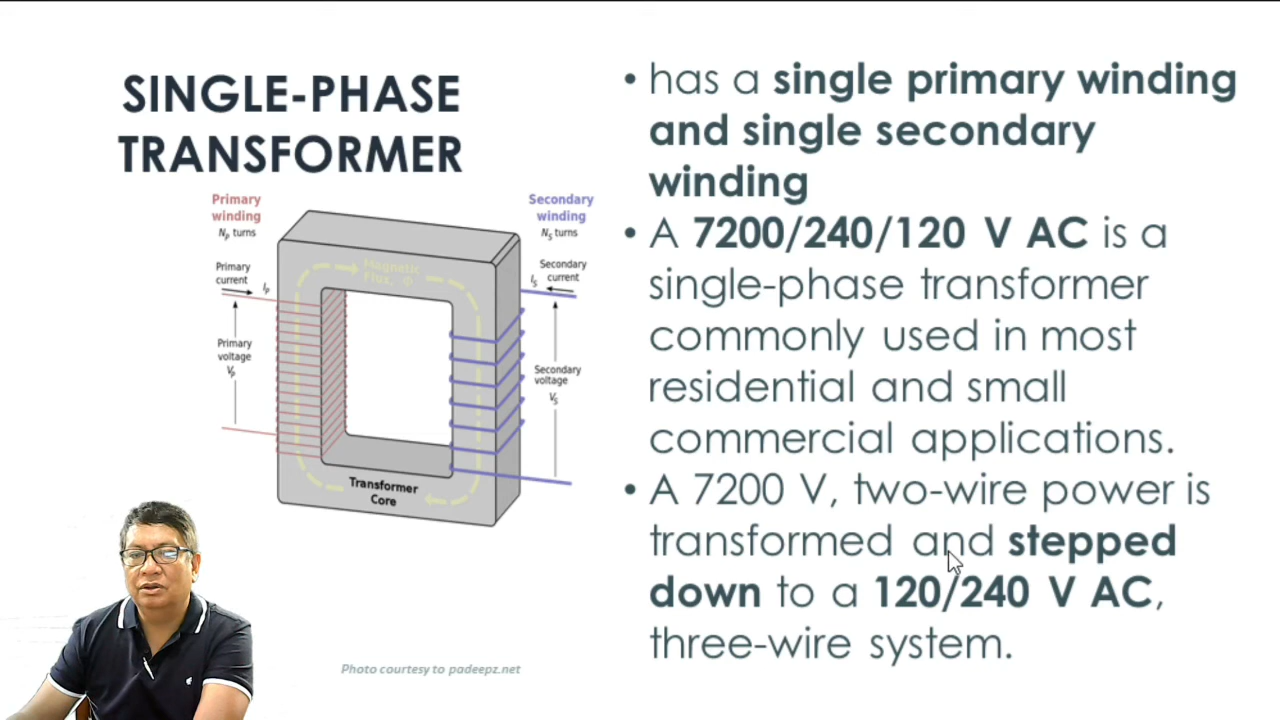 SINGLE-PHASE
TRANSFORMER
Primary
winding
Nₚ turns
Secondary
winding
Nₛ turns
Primary
current
Iₚ
Magnetic
Flux, Φ
Iₛ
Secondary
current
Primary
voltage
Vₚ
Secondary
voltage
Vₛ
Transformer
Core
Photo courtesy to padeepz.net
• has a single primary winding
and single secondary
winding
• A 7200/240/120 V AC is a
single-phase transformer
commonly used in most
residential and small
commercial applications.
• A 7200 V, two-wire power is
transformed and stepped
down to a 120/240 V AC,
three-wire system.